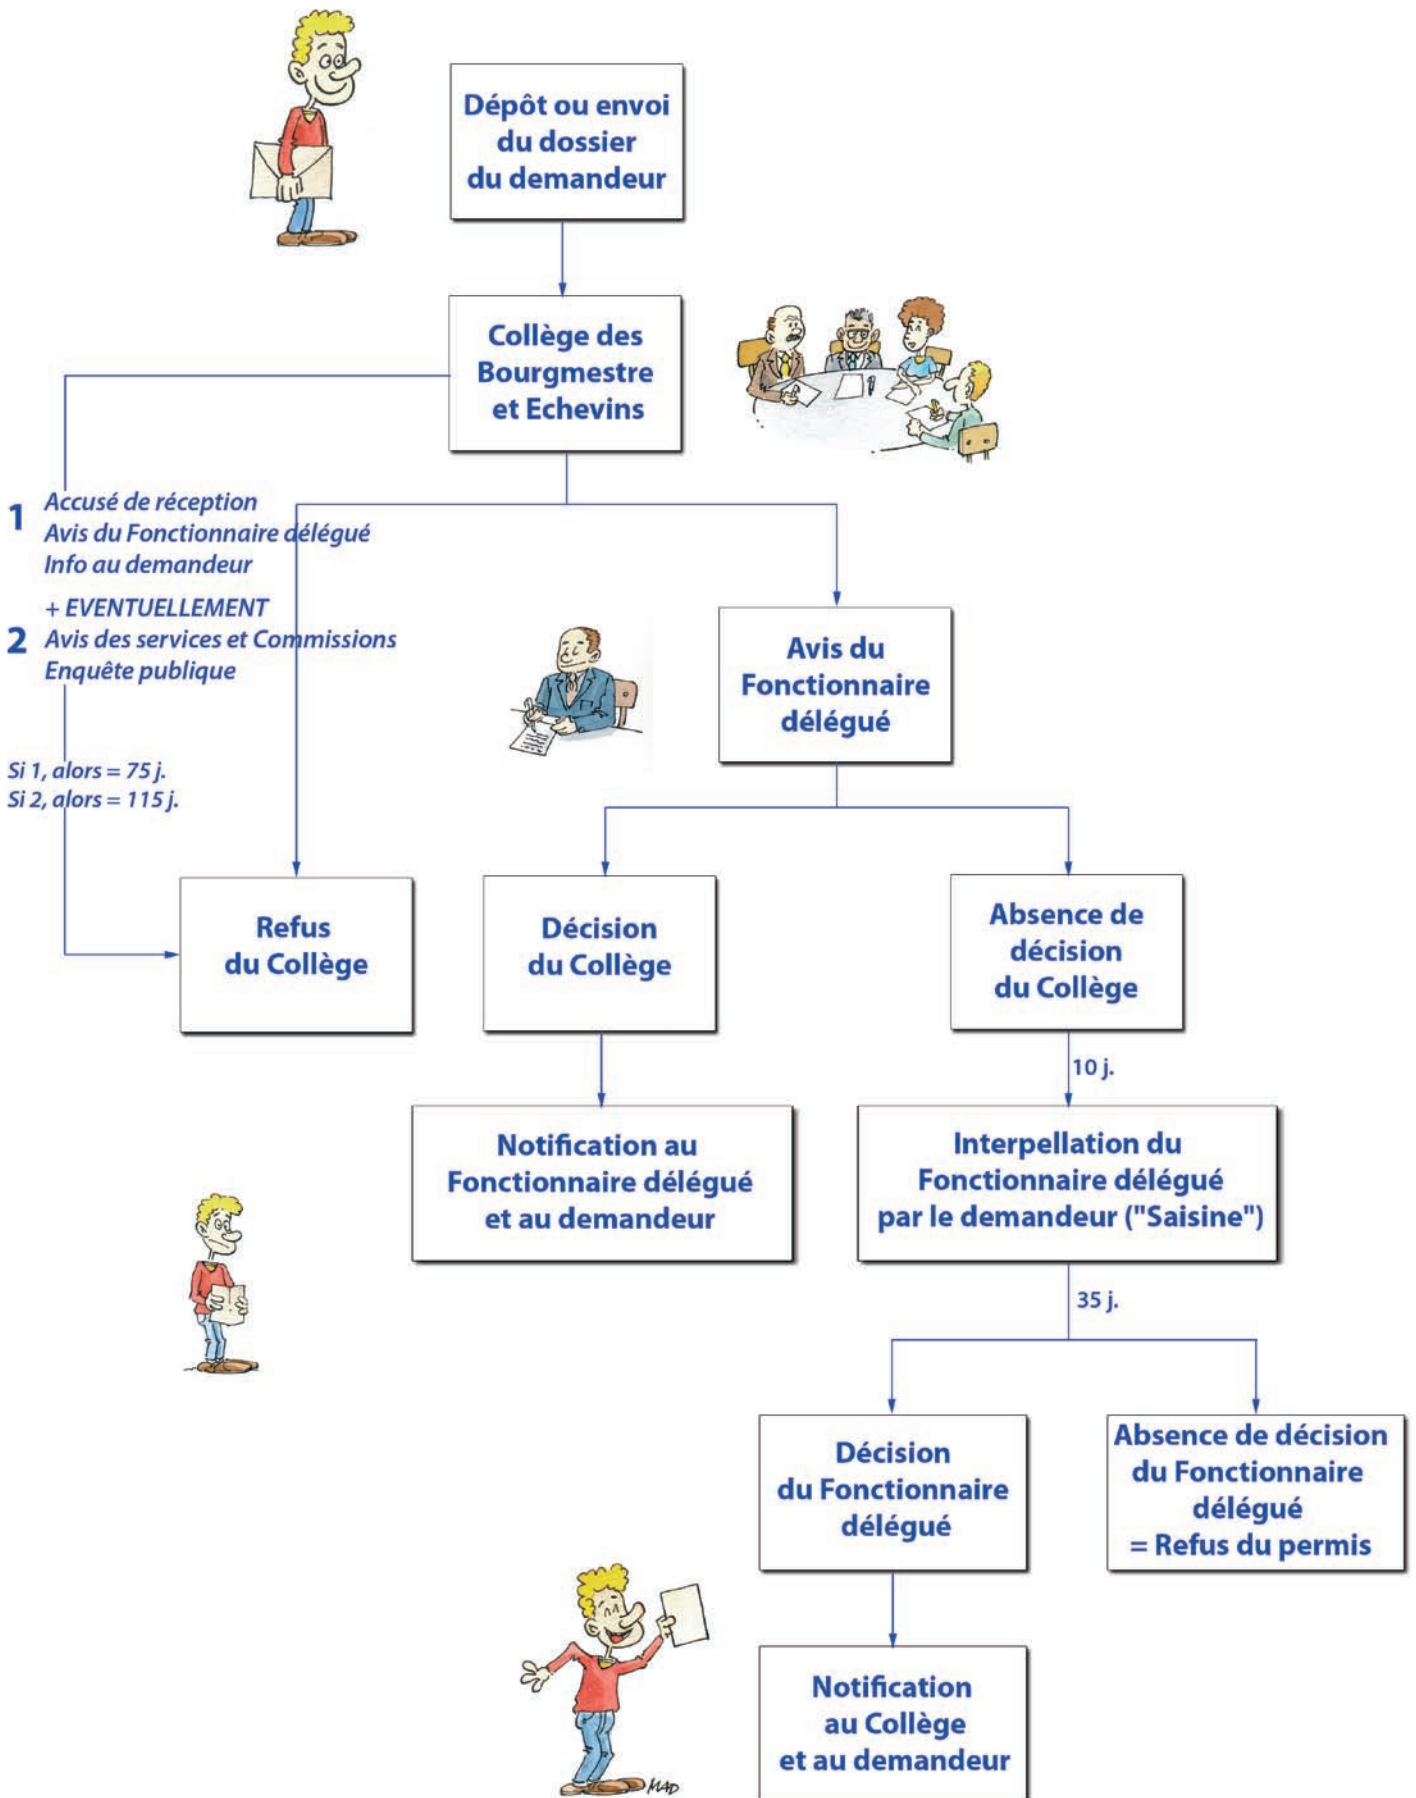 Dépôt ou envoi
du dossier
du demandeur
Collège des
Bourgmestre
et Echevins
1
Accusé de réception
Avis du Fonctionnaire délégué
Info au demandeur
+ EVENTUELLEMENT
2
Avis des services et Commissions
Enquête publique
Si 1, alors = 75 j.
Si 2, alors = 115 j.
Avis du
Fonctionnaire
délégué
Refus
du Collège
Décision
du Collège
Absence de
décision
du Collège
10 j.
Notification au
Fonctionnaire délégué
et au demandeur
Interpellation du
Fonctionnaire délégué
par le demandeur ("Saisine")
35 j.
Décision
du Fonctionnaire
délégué
Absence de décision
du Fonctionnaire
délégué
= Refus du permis
Notification
au Collège
et au demandeur
MAD